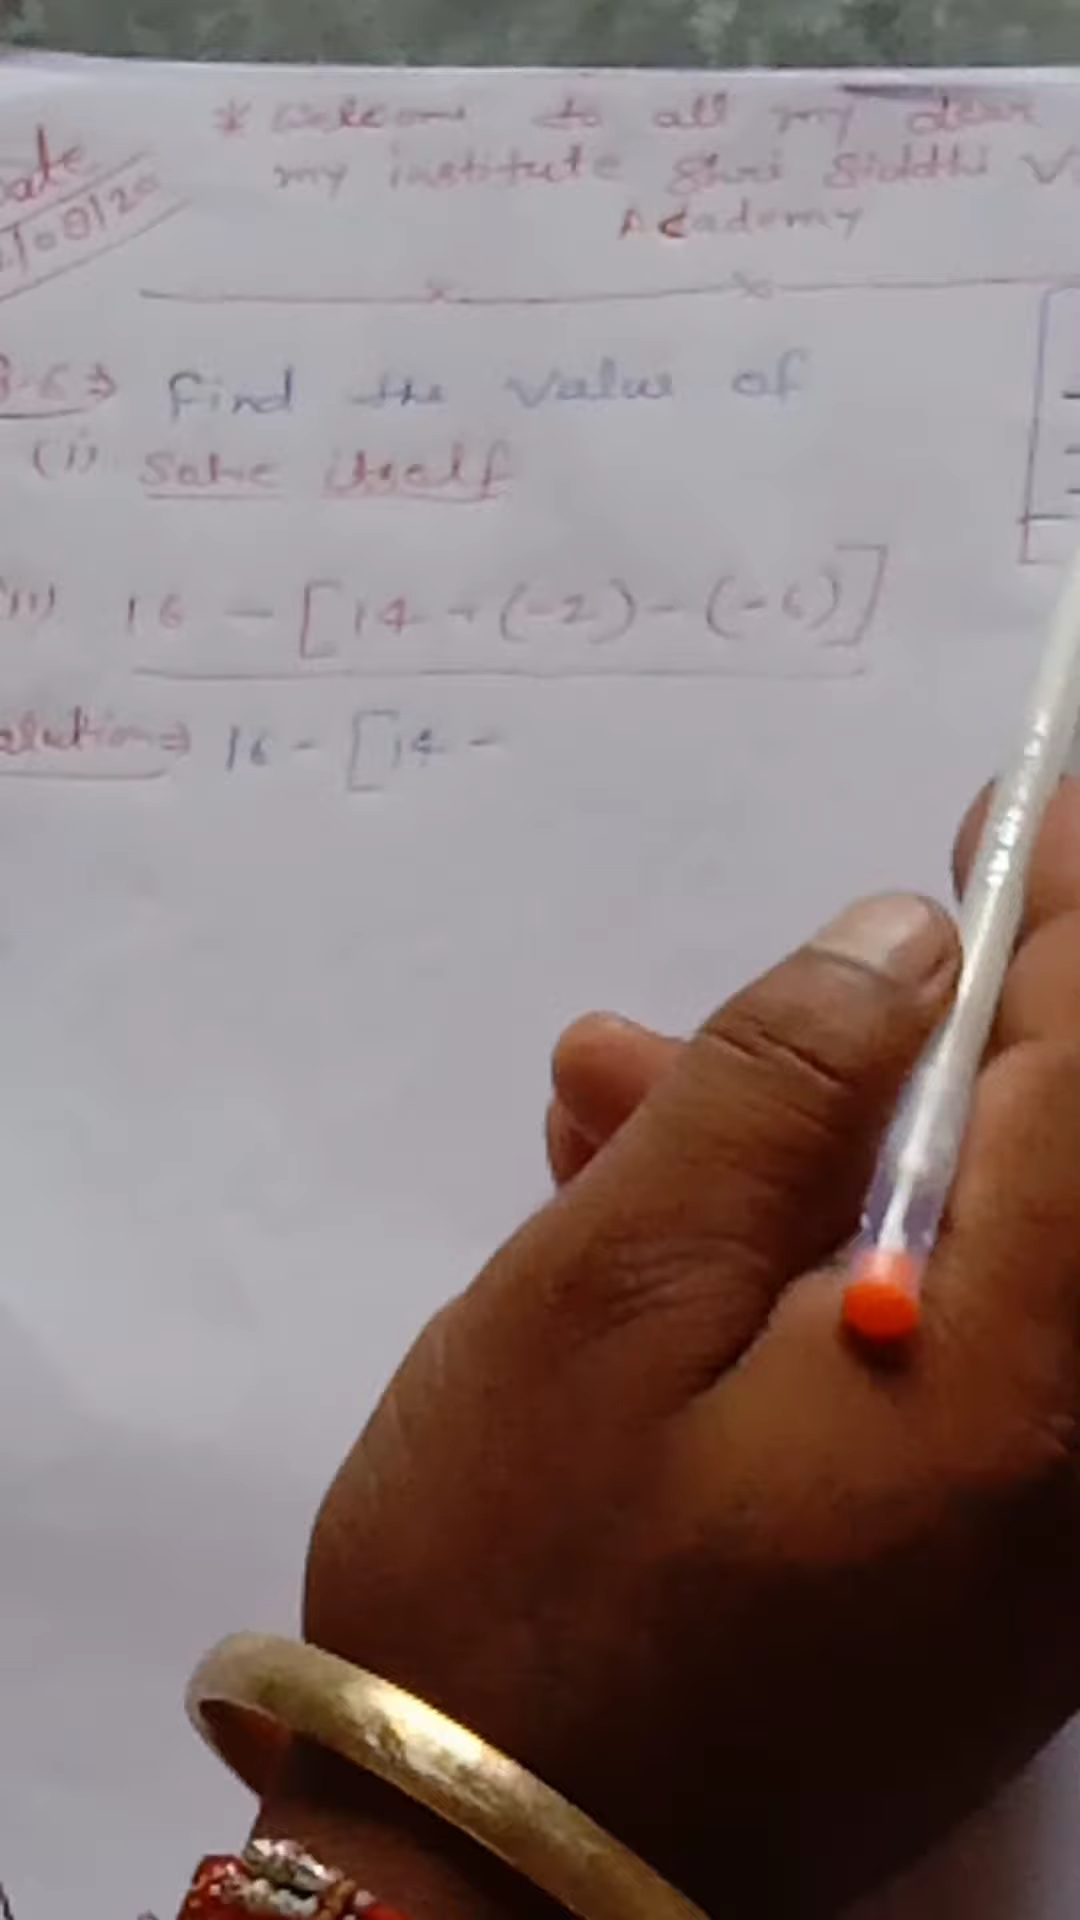 * Welcome to all my dear
my institute Shri Siddhi
Academy
Find the value of
(i) Solve itself
16 - [14 - (-2) - (-6)]
16 - [14 -